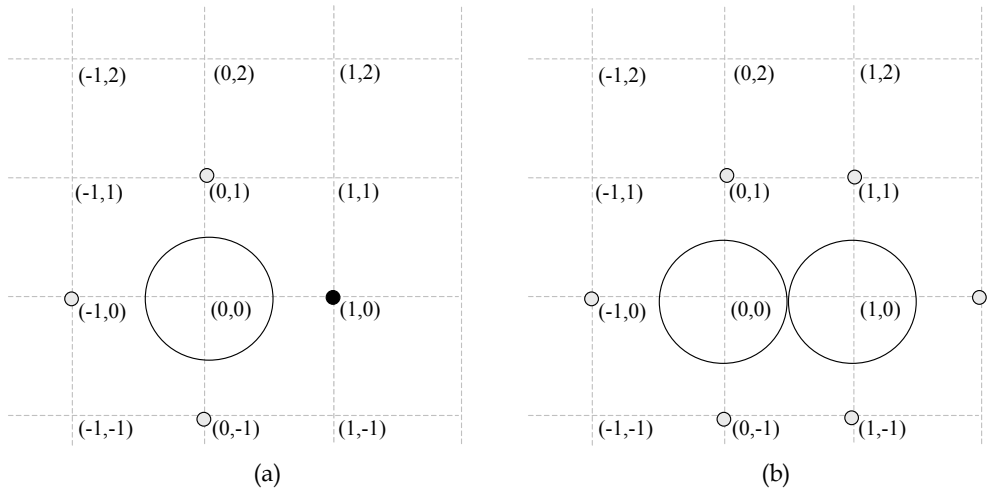 (-1,2) (0,2) (1,2)
(-1,1) (0,1) (1,1)
(-1,0) (0,0) (1,0)
(-1,-1) (0,-1) (1,-1)
(a)
(-1,2) (0,2) (1,2)
(-1,1) (0,1) (1,1)
(-1,0) (0,0) (1,0)
(-1,-1) (0,-1) (1,-1)
(b)